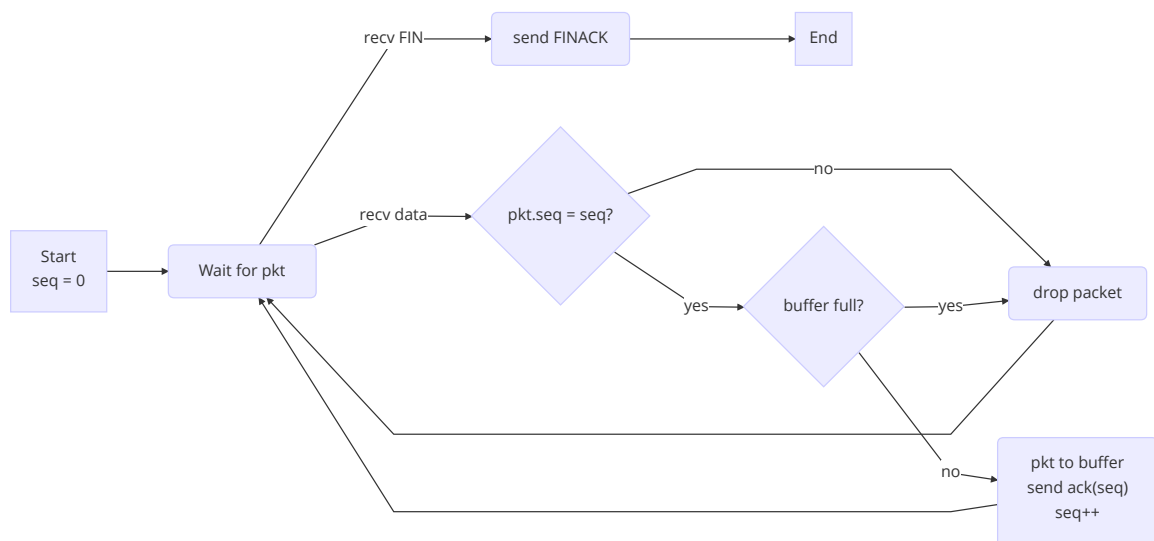 recv FIN
send FINACK
End
recv data
pkt.seq = seq?
no
Start
seq = 0
Wait for pkt
yes
buffer full?
yes
drop packet
no
pkt to buffer
send ack(seq)
seq++